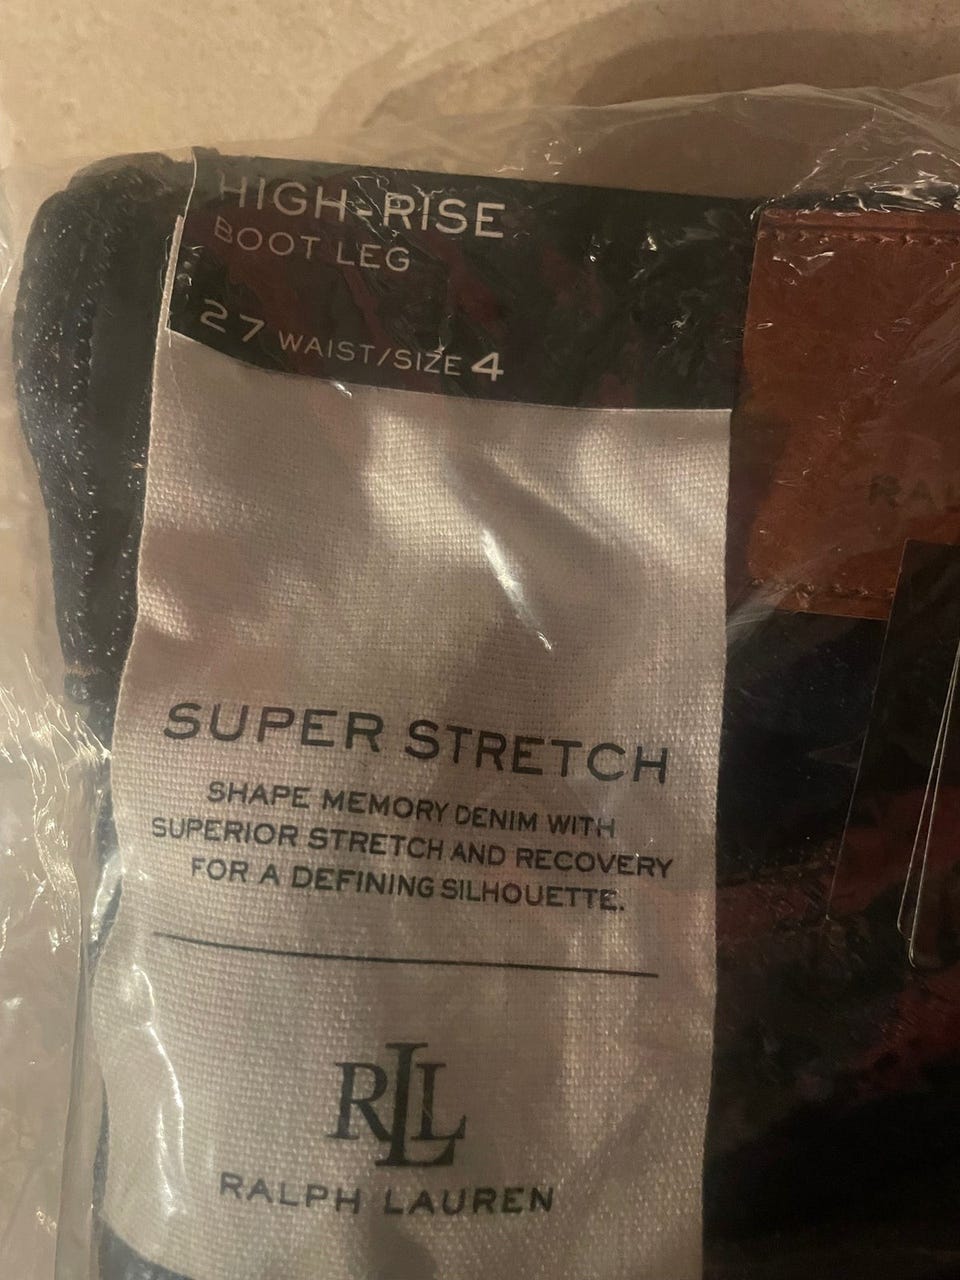 HIGH-RISE
BOOT LEG
27 WAIST/SIZE 4
SUPER STRETCH
SHAPE MEMORY DENIM WITH
SUPERIOR STRETCH AND RECOVERY
FOR A DEFINING SILHOUETTE.
RLL
RALPH LAUREN
RAL